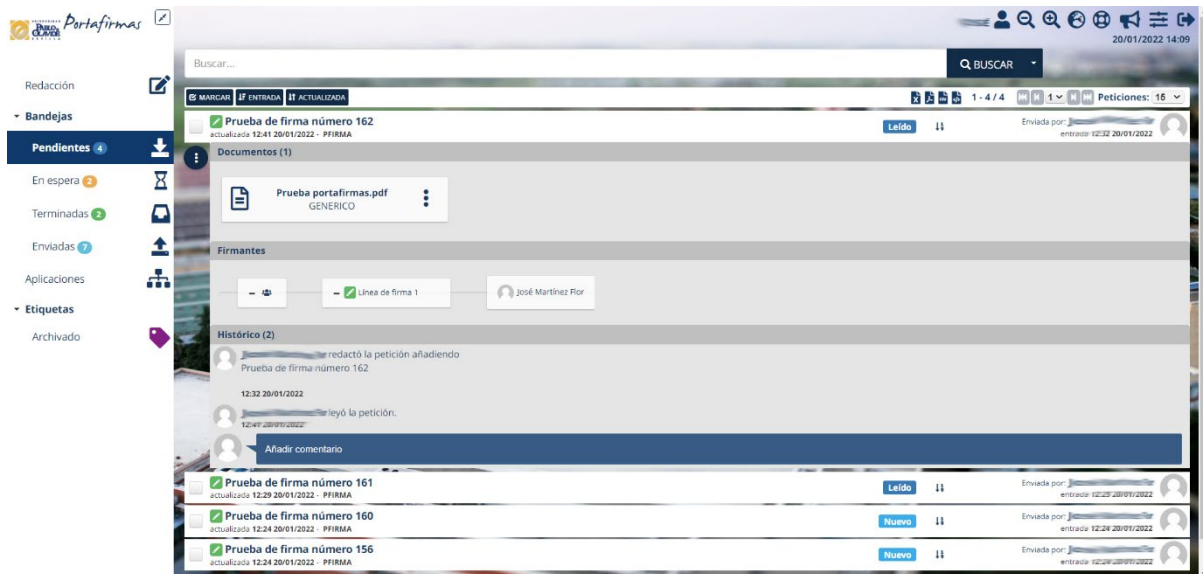 UNIVERSIDAD
PABLO DE
OLAVIDE
SEVILLA
Portafirmas
20/01/2022 14:09
Buscar...
BUSCAR
Redacción
Bandejas
Pendientes 4
En espera 2
Terminadas 2
Enviadas 7
Aplicaciones
Etiquetas
Archivado
MARCAR ENTRADA ACTUALIZADA
1 - 4 / 4 1 Peticiones: 15
Prueba de firma número 162
actualizada 12:41 20/01/2022 - PFIRMA
Leído
Enviada por:
entrada 12:32 20/01/2022
Documentos (1)
Prueba portafirmas.pdf
GENERICO
Firmantes
Línea de firma 1
José Martínez Flor
Histórico (2)
redactó la petición añadiendo
Prueba de firma número 162
12:32 20/01/2022
leyó la petición.
12:41 20/01/2022
Añadir comentario
Prueba de firma número 161
actualizada 12:29 20/01/2022 - PFIRMA
Leído
Enviada por:
entrada 12:25 20/01/2022
Prueba de firma número 160
actualizada 12:24 20/01/2022 - PFIRMA
Nuevo
Enviada por:
entrada 12:24 20/01/2022
Prueba de firma número 156
actualizada 12:24 20/01/2022 - PFIRMA
Nuevo
Enviada por:
entrada 12:24 20/01/2022